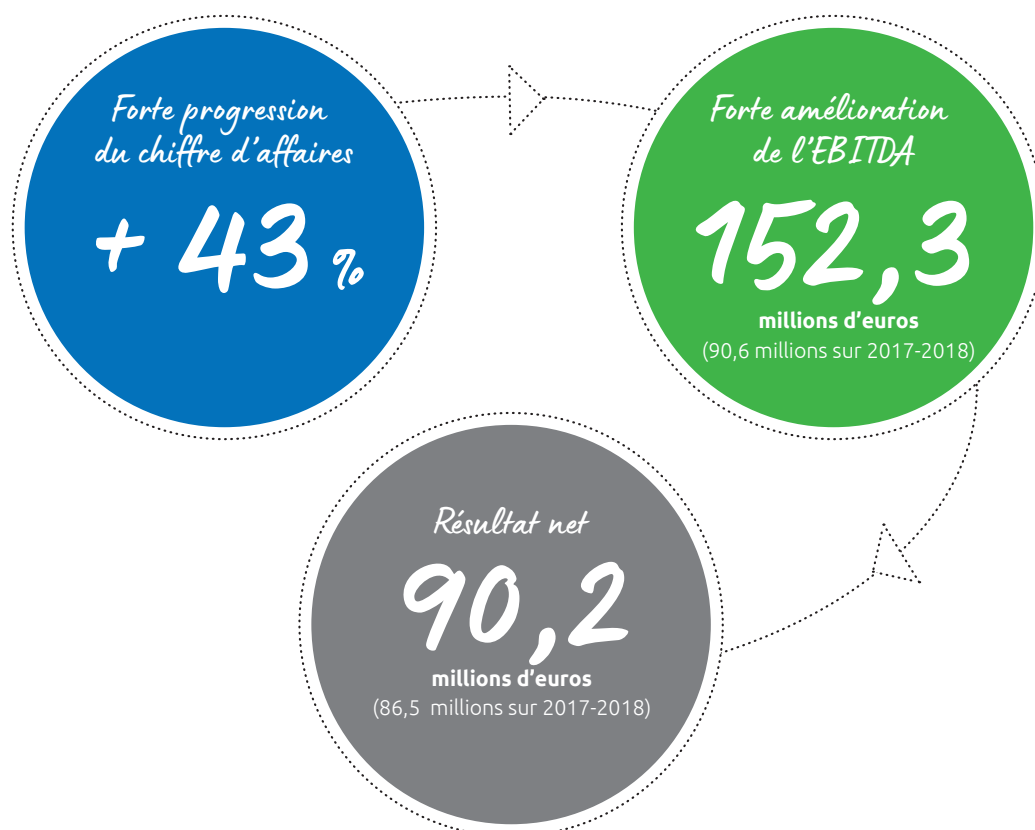 Forte progression
du chiffre d'affaires
+ 43 %
Forte amélioration
de l'EBITDA
152,3
millions d'euros
(90,6 millions sur 2017-2018)
Résultat net
90,2
millions d'euros
(86,5 millions sur 2017-2018)